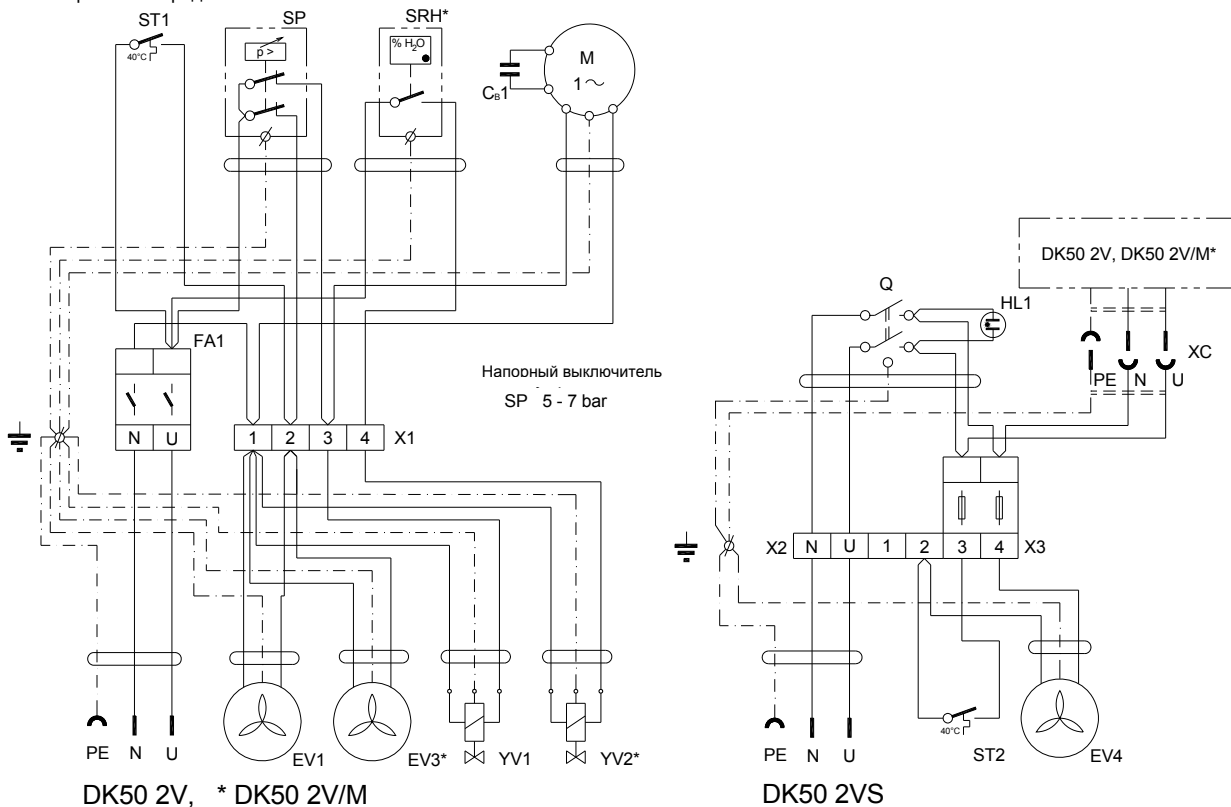 ST1
SP
SRH*
40°C
p >
% H₂O
M
1 ~
CB1
DK50 2V, DK50 2V/M*
Q
HL1
XC
PE N U
FA1
Напорный выключитель
SP 5 - 7 bar
N U
1 2 3 4 X1
X2 N U 1 2 3 4 X3
40°C
PE N U EV1 EV3* YV1 YV2*
PE N U ST2 EV4
DK50 2V, * DK50 2V/M
DK50 2VS